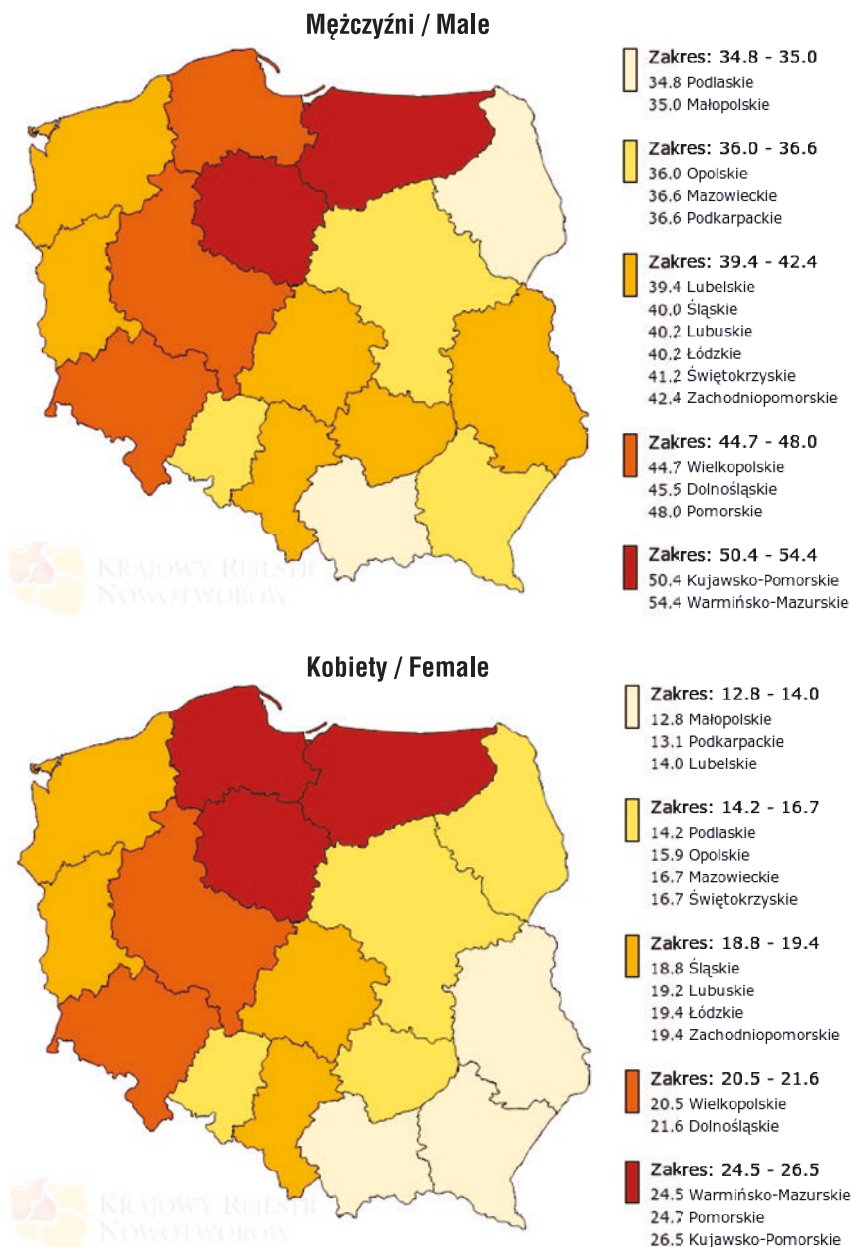 Mężczyźni / Male
Zakres: 34.8 - 35.0
34.8 Podlaskie
35.0 Małopolskie
Zakres: 36.0 - 36.6
36.0 Opolskie
36.6 Mazowieckie
36.6 Podkarpackie
Zakres: 39.4 - 42.4
39.4 Lubelskie
40.0 Śląskie
40.2 Lubuskie
40.2 Łódzkie
41.2 Świętokrzyskie
42.4 Zachodniopomorskie
Zakres: 44.7 - 48.0
44.7 Wielkopolskie
45.5 Dolnośląskie
48.0 Pomorskie
Zakres: 50.4 - 54.4
50.4 Kujawsko-Pomorskie
54.4 Warmińsko-Mazurskie
KRAJOWY REJESTR
NOWOTWORÓW
Kobiety / Female
Zakres: 12.8 - 14.0
12.8 Małopolskie
13.1 Podkarpackie
14.0 Lubelskie
Zakres: 14.2 - 16.7
14.2 Podlaskie
15.9 Opolskie
16.7 Mazowieckie
16.7 Świętokrzyskie
Zakres: 18.8 - 19.4
18.8 Śląskie
19.2 Lubuskie
19.4 Łódzkie
19.4 Zachodniopomorskie
Zakres: 20.5 - 21.6
20.5 Wielkopolskie
21.6 Dolnośląskie
Zakres: 24.5 - 26.5
24.5 Warmińsko-Mazurskie
24.7 Pomorskie
26.5 Kujawsko-Pomorskie
KRAJOWY REJESTR
NOWOTWORÓW